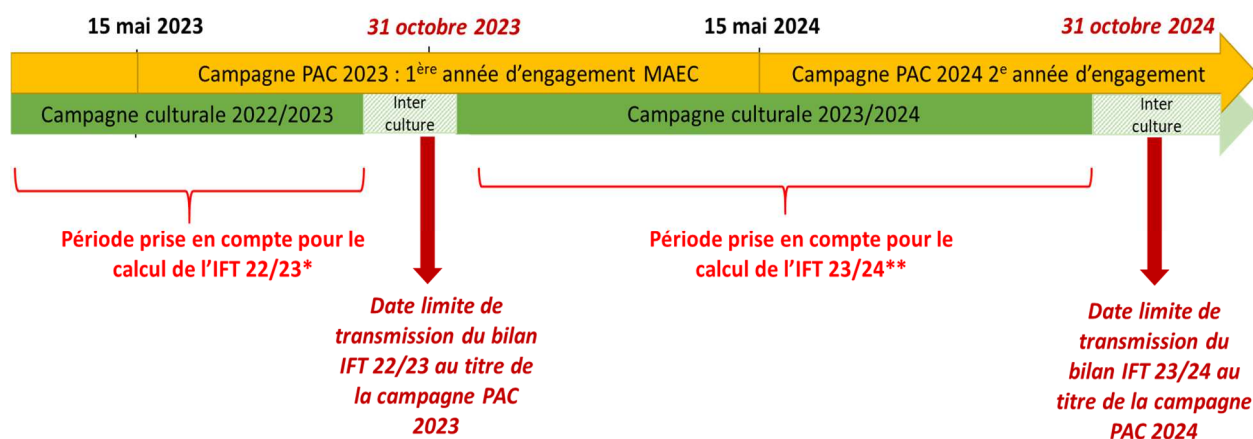 15 mai 2023
31 octobre 2023
15 mai 2024
31 octobre 2024
Campagne PAC 2023 : 1ère année d’engagement MAEC
Campagne PAC 2024 2e année d’engagement
Campagne culturale 2022/2023
Inter
culture
Campagne culturale 2023/2024
Inter
culture
Période prise en compte pour le
calcul de l’IFT 22/23*
Période prise en compte pour le
calcul de l’IFT 23/24**
Date limite de
transmission du bilan
IFT 22/23 au titre de
la campagne PAC
2023
Date limite de
transmission du
bilan IFT 23/24 au
titre de la campagne
PAC 2024